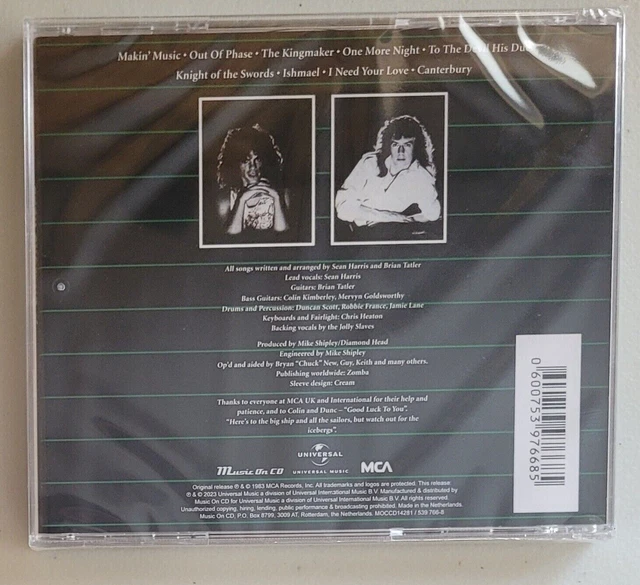 Makin' Music • Out Of Phase • The Kingmaker • One More Night • To The Devil His Due
Knight of the Swords • Ishmael • I Need Your Love • Canterbury
All songs written and arranged by Sean Harris and Brian Tatler
Lead vocals: Sean Harris
Guitars: Brian Tatler
Bass Guitars: Colin Kimberley, Mervyn Goldsworthy
Drums and Percussion: Duncan Scott, Robbie France, Jamie Lane
Keyboards and Fairlight: Chris Heaton
Backing vocals by the Jolly Slaves
Produced by Mike Shipley/Diamond Head
Engineered by Mike Shipley
Op'd and aided by Bryan "Chuck" New, Guy, Keith and many others.
Publishing worldwide: Zomba
Sleeve design: Cream
Thanks to everyone at MCA UK and International for their help and
patience, and to Colin and Dunc – "Good Luck To You".
"Here's to the big ship and all the sailors, but watch out for the
icebergs".
Music On CD
UNIVERSAL
UNIVERSAL MUSIC
MCA
Original release ℗ & © 1983 MCA Records, Inc. All trademarks and logos are protected. This release
℗ & © 2023 Universal Music a division of Universal International Music B.V. Manufactured & distributed by
Music On CD for Universal Music a division of Universal International Music B.V. All rights reserved.
Unauthorized copying, hiring, lending, public performance & broadcasting prohibited. Made in the Netherlands.
Music On CD, P.O. Box 8799, 3009 AT, Rotterdam, the Netherlands. MOCCD14281 / 539 766-8
0600753976685